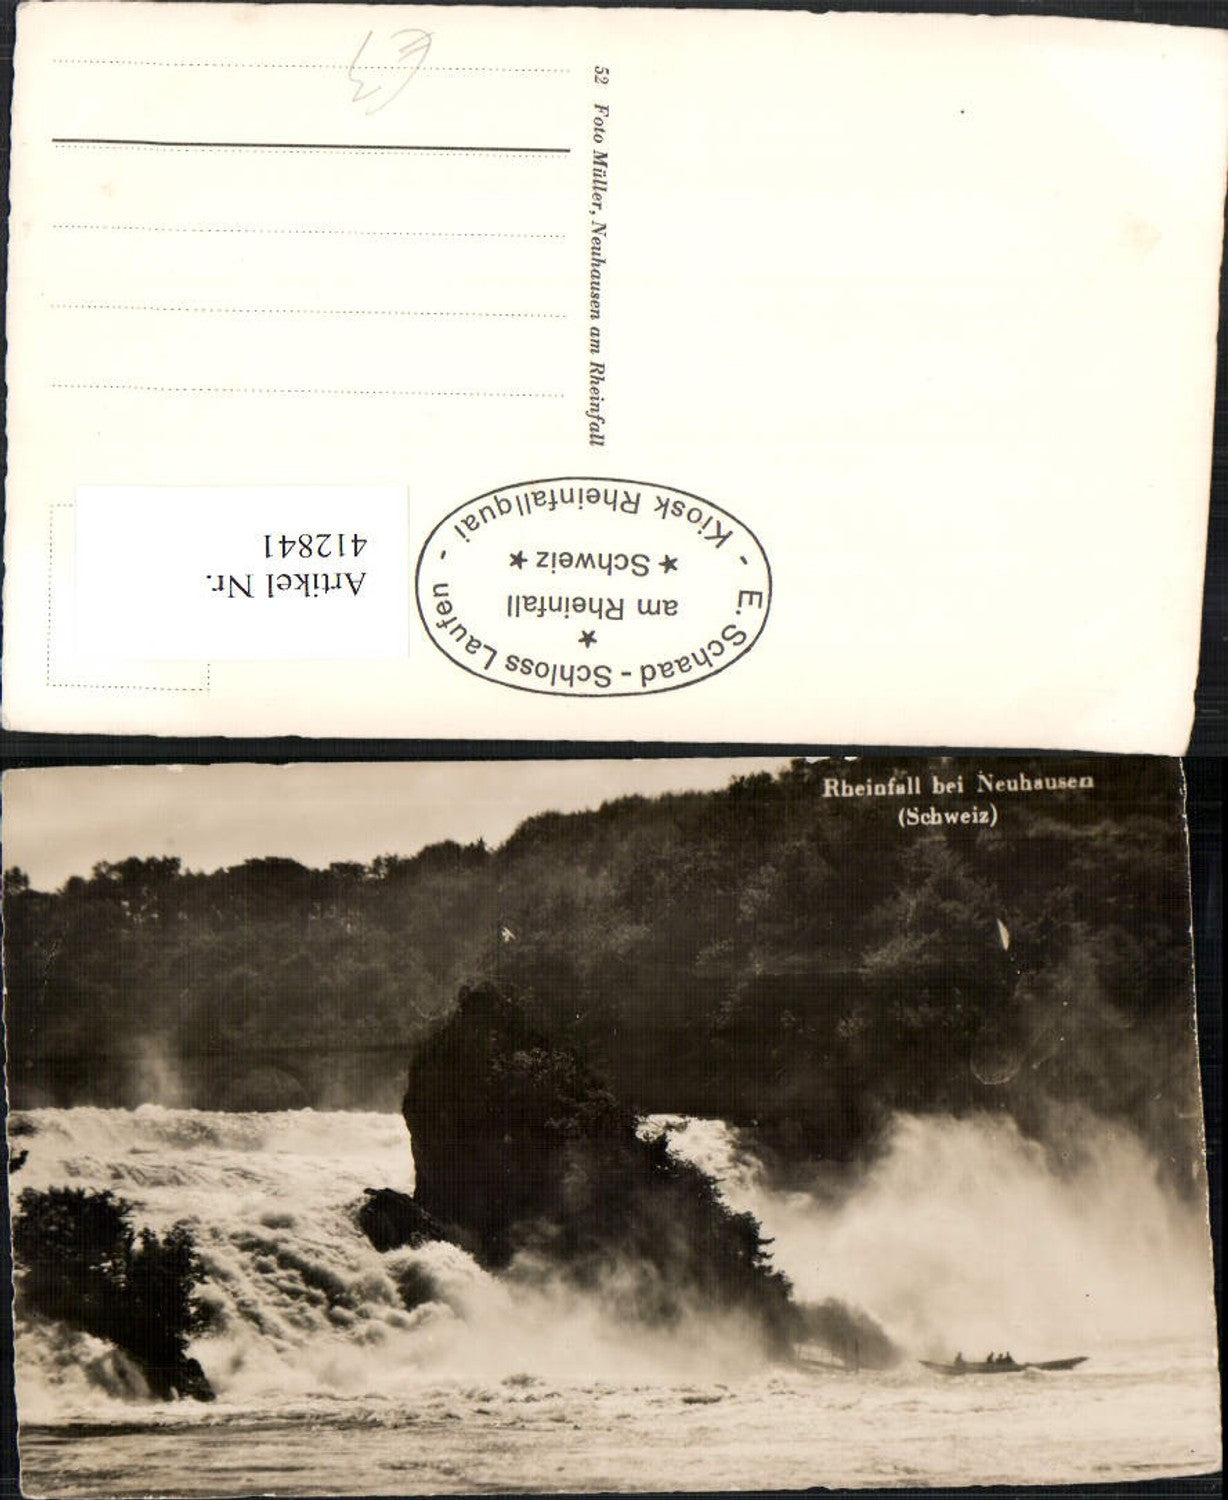 52 Foto Müller, Neuhausen am Rheinfall
Artikel Nr.
412841
E. Schaad - Schloss Laufen - Kiosk Rheinfallquai -
am Rheinfall
Schweiz
Rheinfall bei Neuhausen
(Schweiz)